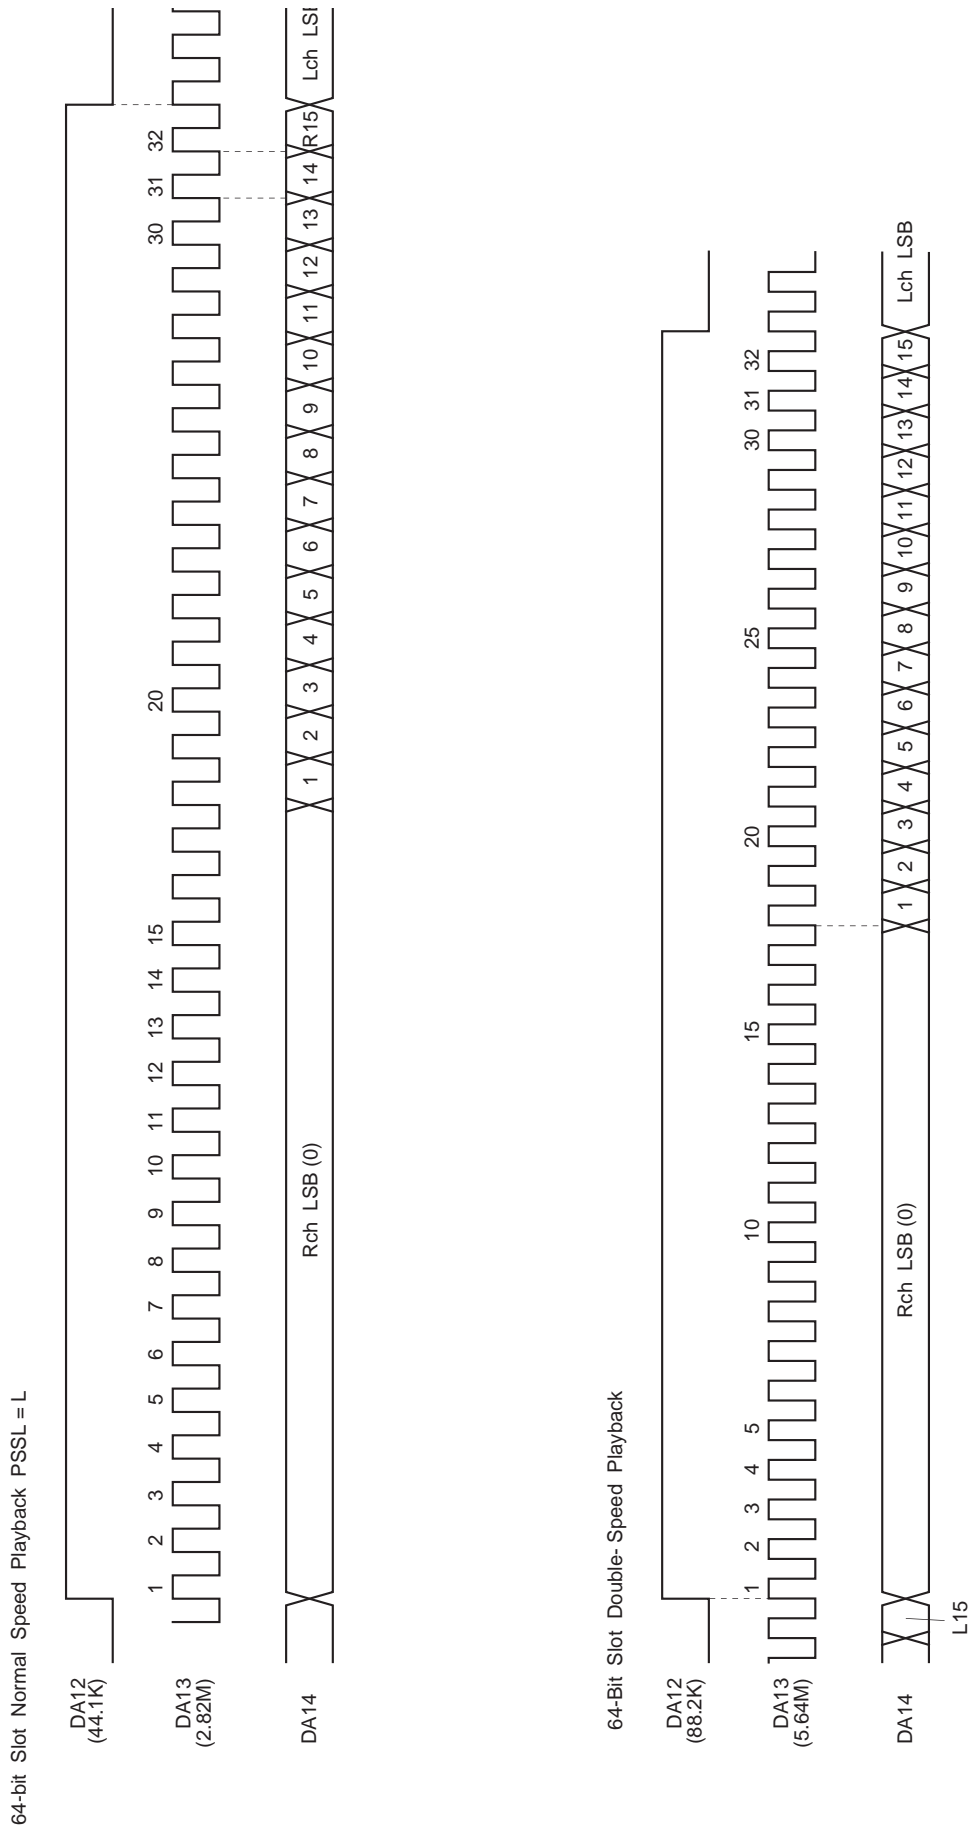 64-bit Slot Normal Speed Playback PSSL = L
DA12
(44.1K)
1 2 3 4 5 6 7 8 9 10 11 12 13 14 15 20 30 31 32
DA13
(2.82M)
DA14
Rch LSB (0) 1 2 3 4 5 6 7 8 9 10 11 12 13 14 R15 Lch LS
64-Bit Slot Double-Speed Playback
DA12
(88.2K)
1 2 3 4 5 10 15 20 25 30 31 32
DA13
(5.64M)
DA14
Rch LSB (0) 1 2 3 4 5 6 7 8 9 10 11 12 13 14 15 Lch LSB
L15